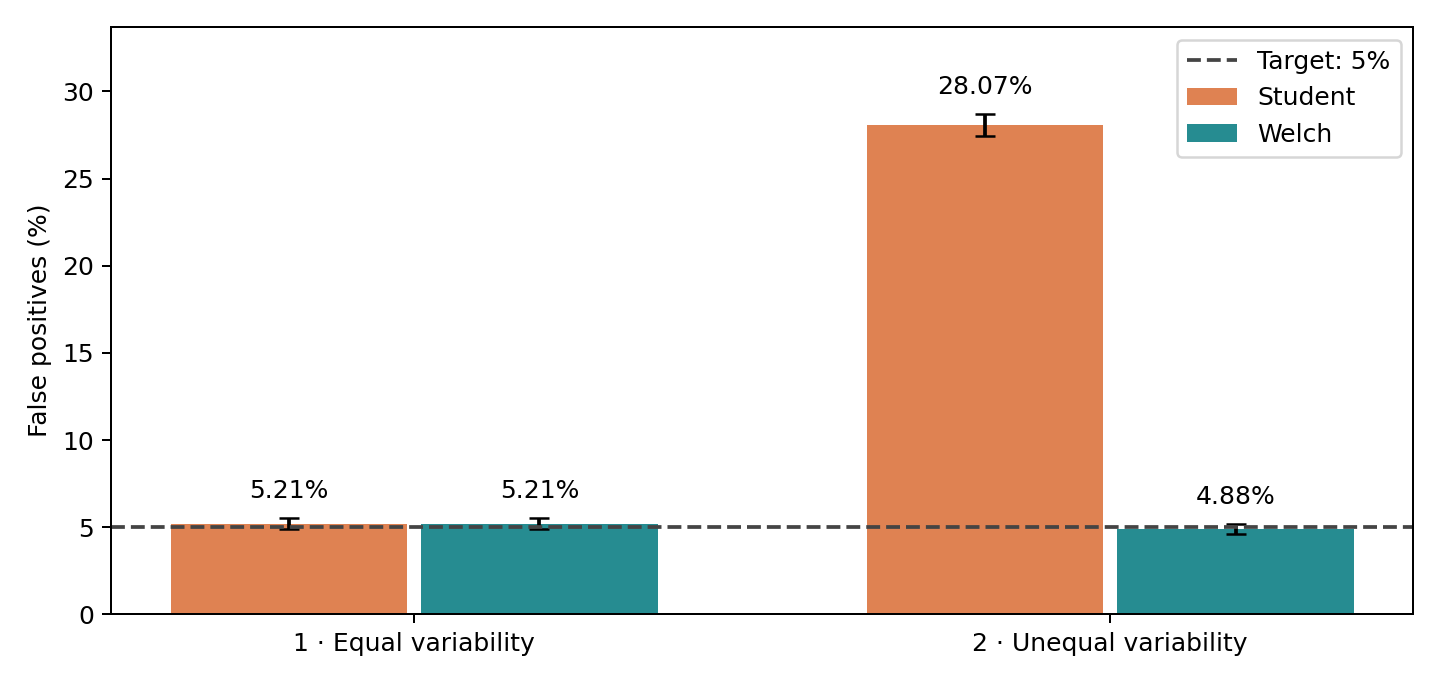 Target: 5%
Student
Welch
False positives (%)
30
25
20
15
10
5
0
28.07%
5.21%
5.21%
4.88%
1 · Equal variability
2 · Unequal variability